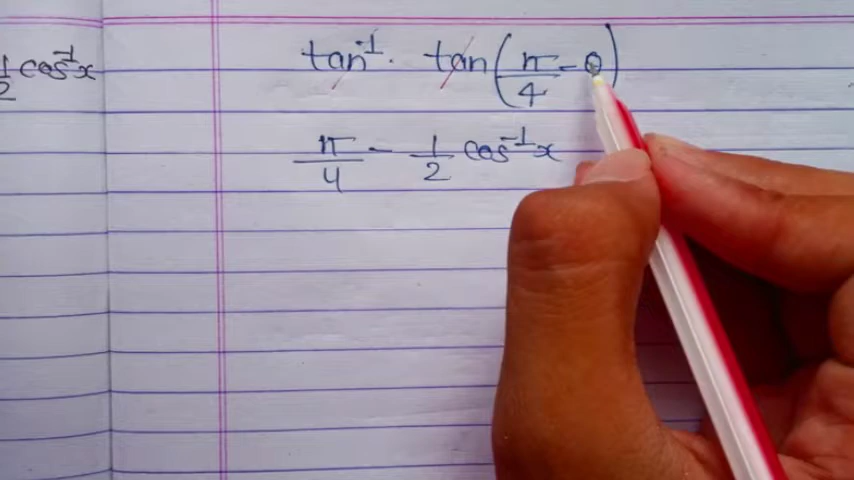 1/2 cos⁻¹x
tan⁻¹. tan(π/4 - θ)
π/4 - 1/2 cos⁻¹x